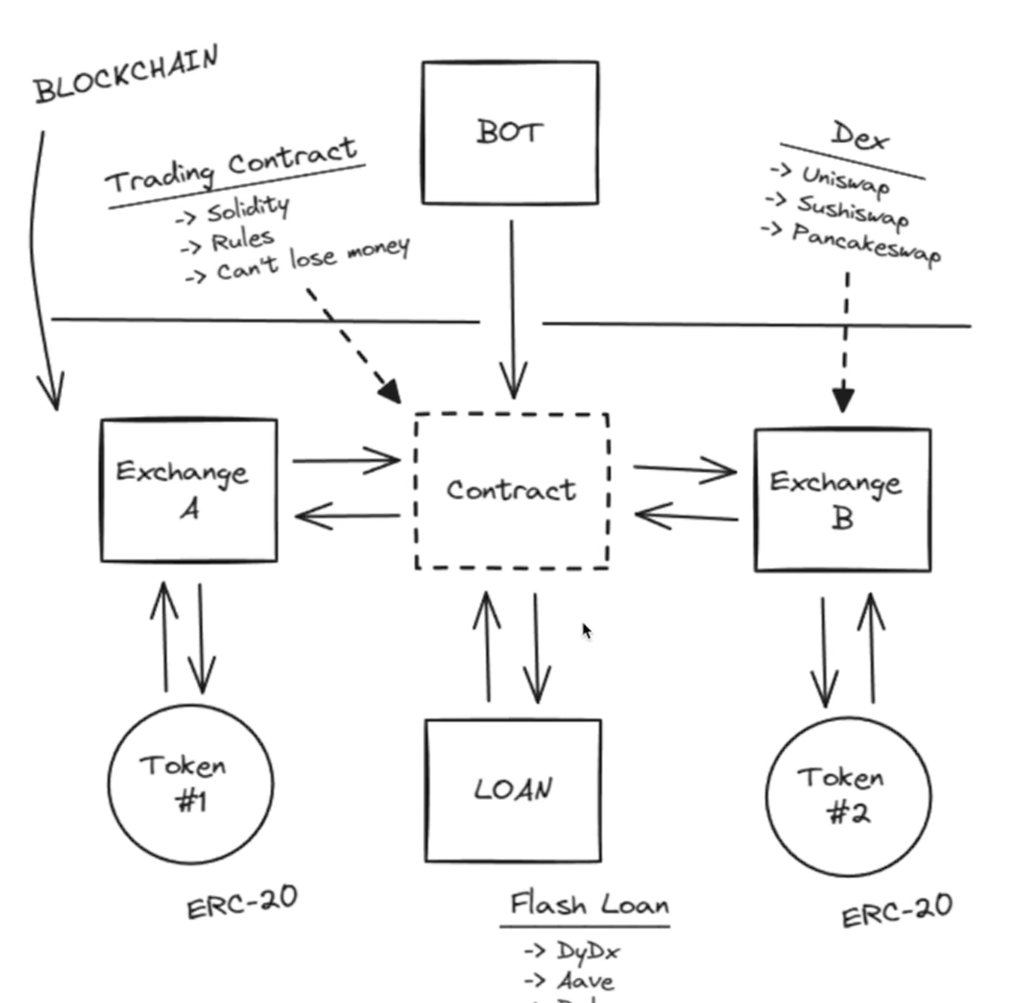 BLOCKCHAIN
BOT
Trading Contract
-> Solidity
-> Rules
-> Can't lose money
Dex
-> Uniswap
-> Sushiswap
-> Pancakeswap
Exchange
A
Contract
Exchange
B
Token
#1
LOAN
Token
#2
ERC-20
ERC-20
Flash Loan
-> DyDx
-> Aave